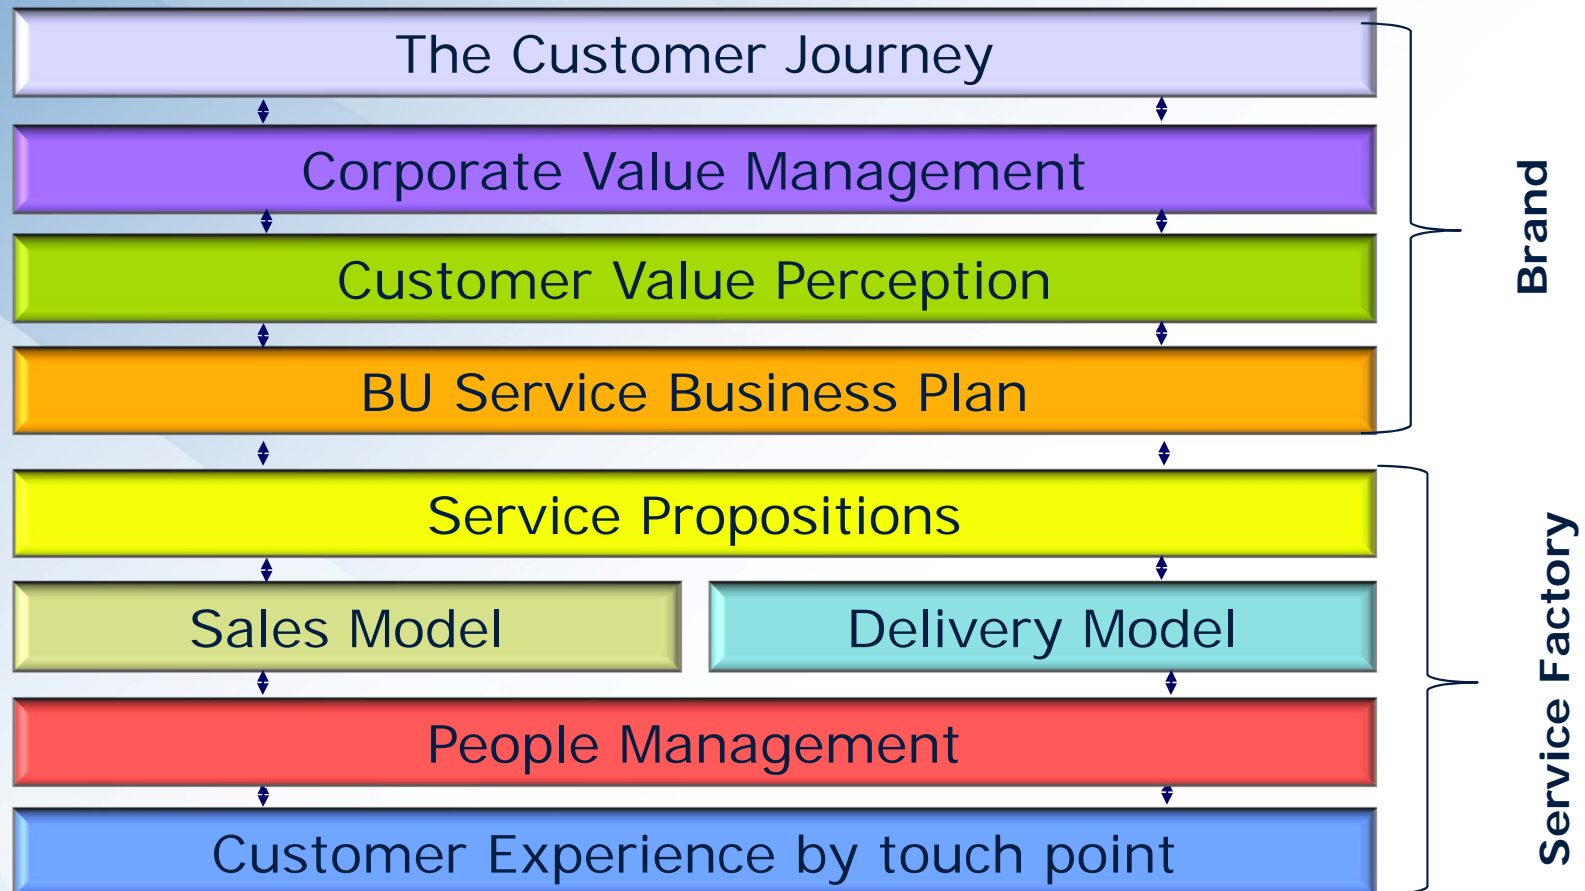 The Customer Journey
Corporate Value Management
Customer Value Perception
BU Service Business Plan
Brand
Service Propositions
Sales Model
Delivery Model
People Management
Customer Experience by touch point
Service Factory